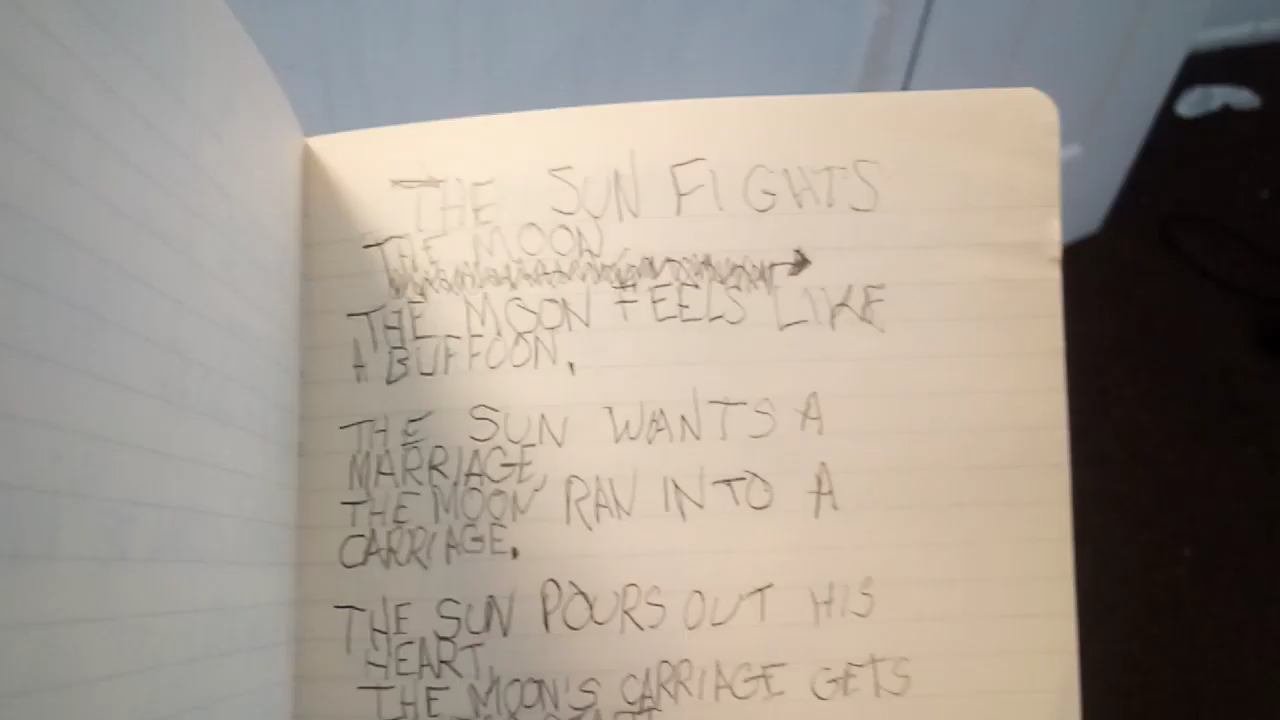 THE SUN FIGHTS
THE MOON
THE MOON FEELS LIKE
A BUFFOON.
THE SUN WANTS A
MARRIAGE,
THE MOON RAN INTO A
CARRIAGE.
THE SUN POURS OUT HIS
HEART,
THE MOON'S CARRIAGE GETS